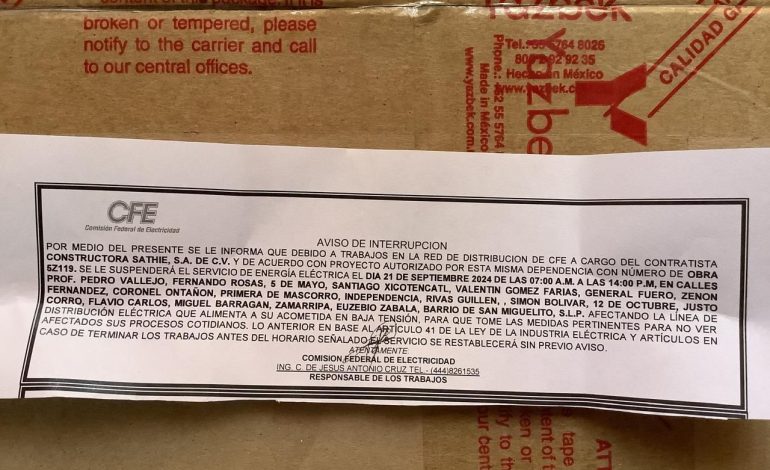 broken or tempered, please
notify to the carrier and call
to our central offices.
Yazbek
Tel.:
Hecho en México
www.yazbek.c
Made in México
Yazbek
CALIDAD
CFE
Comisión Federal de Electricidad
AVISO DE INTERRUPCION
POR MEDIO DEL PRESENTE SE LE INFORMA QUE DEBIDO A TRABAJOS EN LA RED DE DISTRIBUCION DE CFE A CARGO DEL CONTRATISTA
CONSTRUCTORA SATHIE, S.A. DE C.V. Y DE ACUERDO CON PROYECTO AUTORIZADO POR ESTA MISMA DEPENDENCIA CON NÚMERO DE OBRA
5Z119. SE LE SUSPENDERÁ EL SERVICIO DE ENERGÍA ELÉCTRICA EL DIA 21 DE SEPTIEMBRE 2024 DE LAS 07:00 A.M. A LAS 14:00 P.M, EN CALLES
PROF. PEDRO VALLEJO, FERNANDO ROSAS, 5 DE MAYO, SANTIAGO XICOTENCATL, VALENTIN GOMEZ FARIAS, GENERAL FUERO, ZENON
FERNANDEZ, CORONEL ONTAÑON, PRIMERA DE MASCORRO, INDEPENDENCIA, RIVAS GUILLEN, , SIMON BOLIVAR, 12 DE OCTUBRE, JUSTO
CORRO, FLAVIO CARLOS, MIGUEL BARRAGAN, ZAMARRIPA, EUZEBIO ZABALA, BARRIO DE SAN MIGUELITO, S.L.P. AFECTANDO LA LÍNEA DE
DISTRIBUCIÓN ELÉCTRICA QUE ALIMENTA A SU ACOMETIDA EN BAJA TENSIÓN, PARA QUE TOME LAS MEDIDAS PERTINENTES PARA NO VER
AFECTADOS SUS PROCESOS COTIDIANOS. LO ANTERIOR EN BASE AL ARTÍCULO 41 DE LA LEY DE LA INDUSTRIA ELÉCTRICA Y ARTÍCULOS EN
CASO DE TERMINAR LOS TRABAJOS ANTES DEL HORARIO SEÑALADO EL SERVICIO SE RESTABLECERÁ SIN PREVIO AVISO.
ATENTAMENTE
COMISION FEDERAL DE ELECTRICIDAD
ING. C. DE JESUS ANTONIO CRUZ TEL - (444)8261535
RESPONSABLE DE LOS TRABAJOS